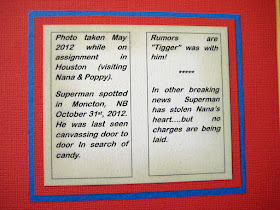 Photo taken May
2012 while on
assignment in
Houston (visiting
Nana & Poppy).
Superman spotted
in Moncton, NB
October 31st, 2012.
He was last seen
canvassing door to
door In search of
candy.
Rumors are
"Tigger" was with
him!
*****
In other breaking
news Superman
has stolen Nana's
heart....but no
charges are being
laid.